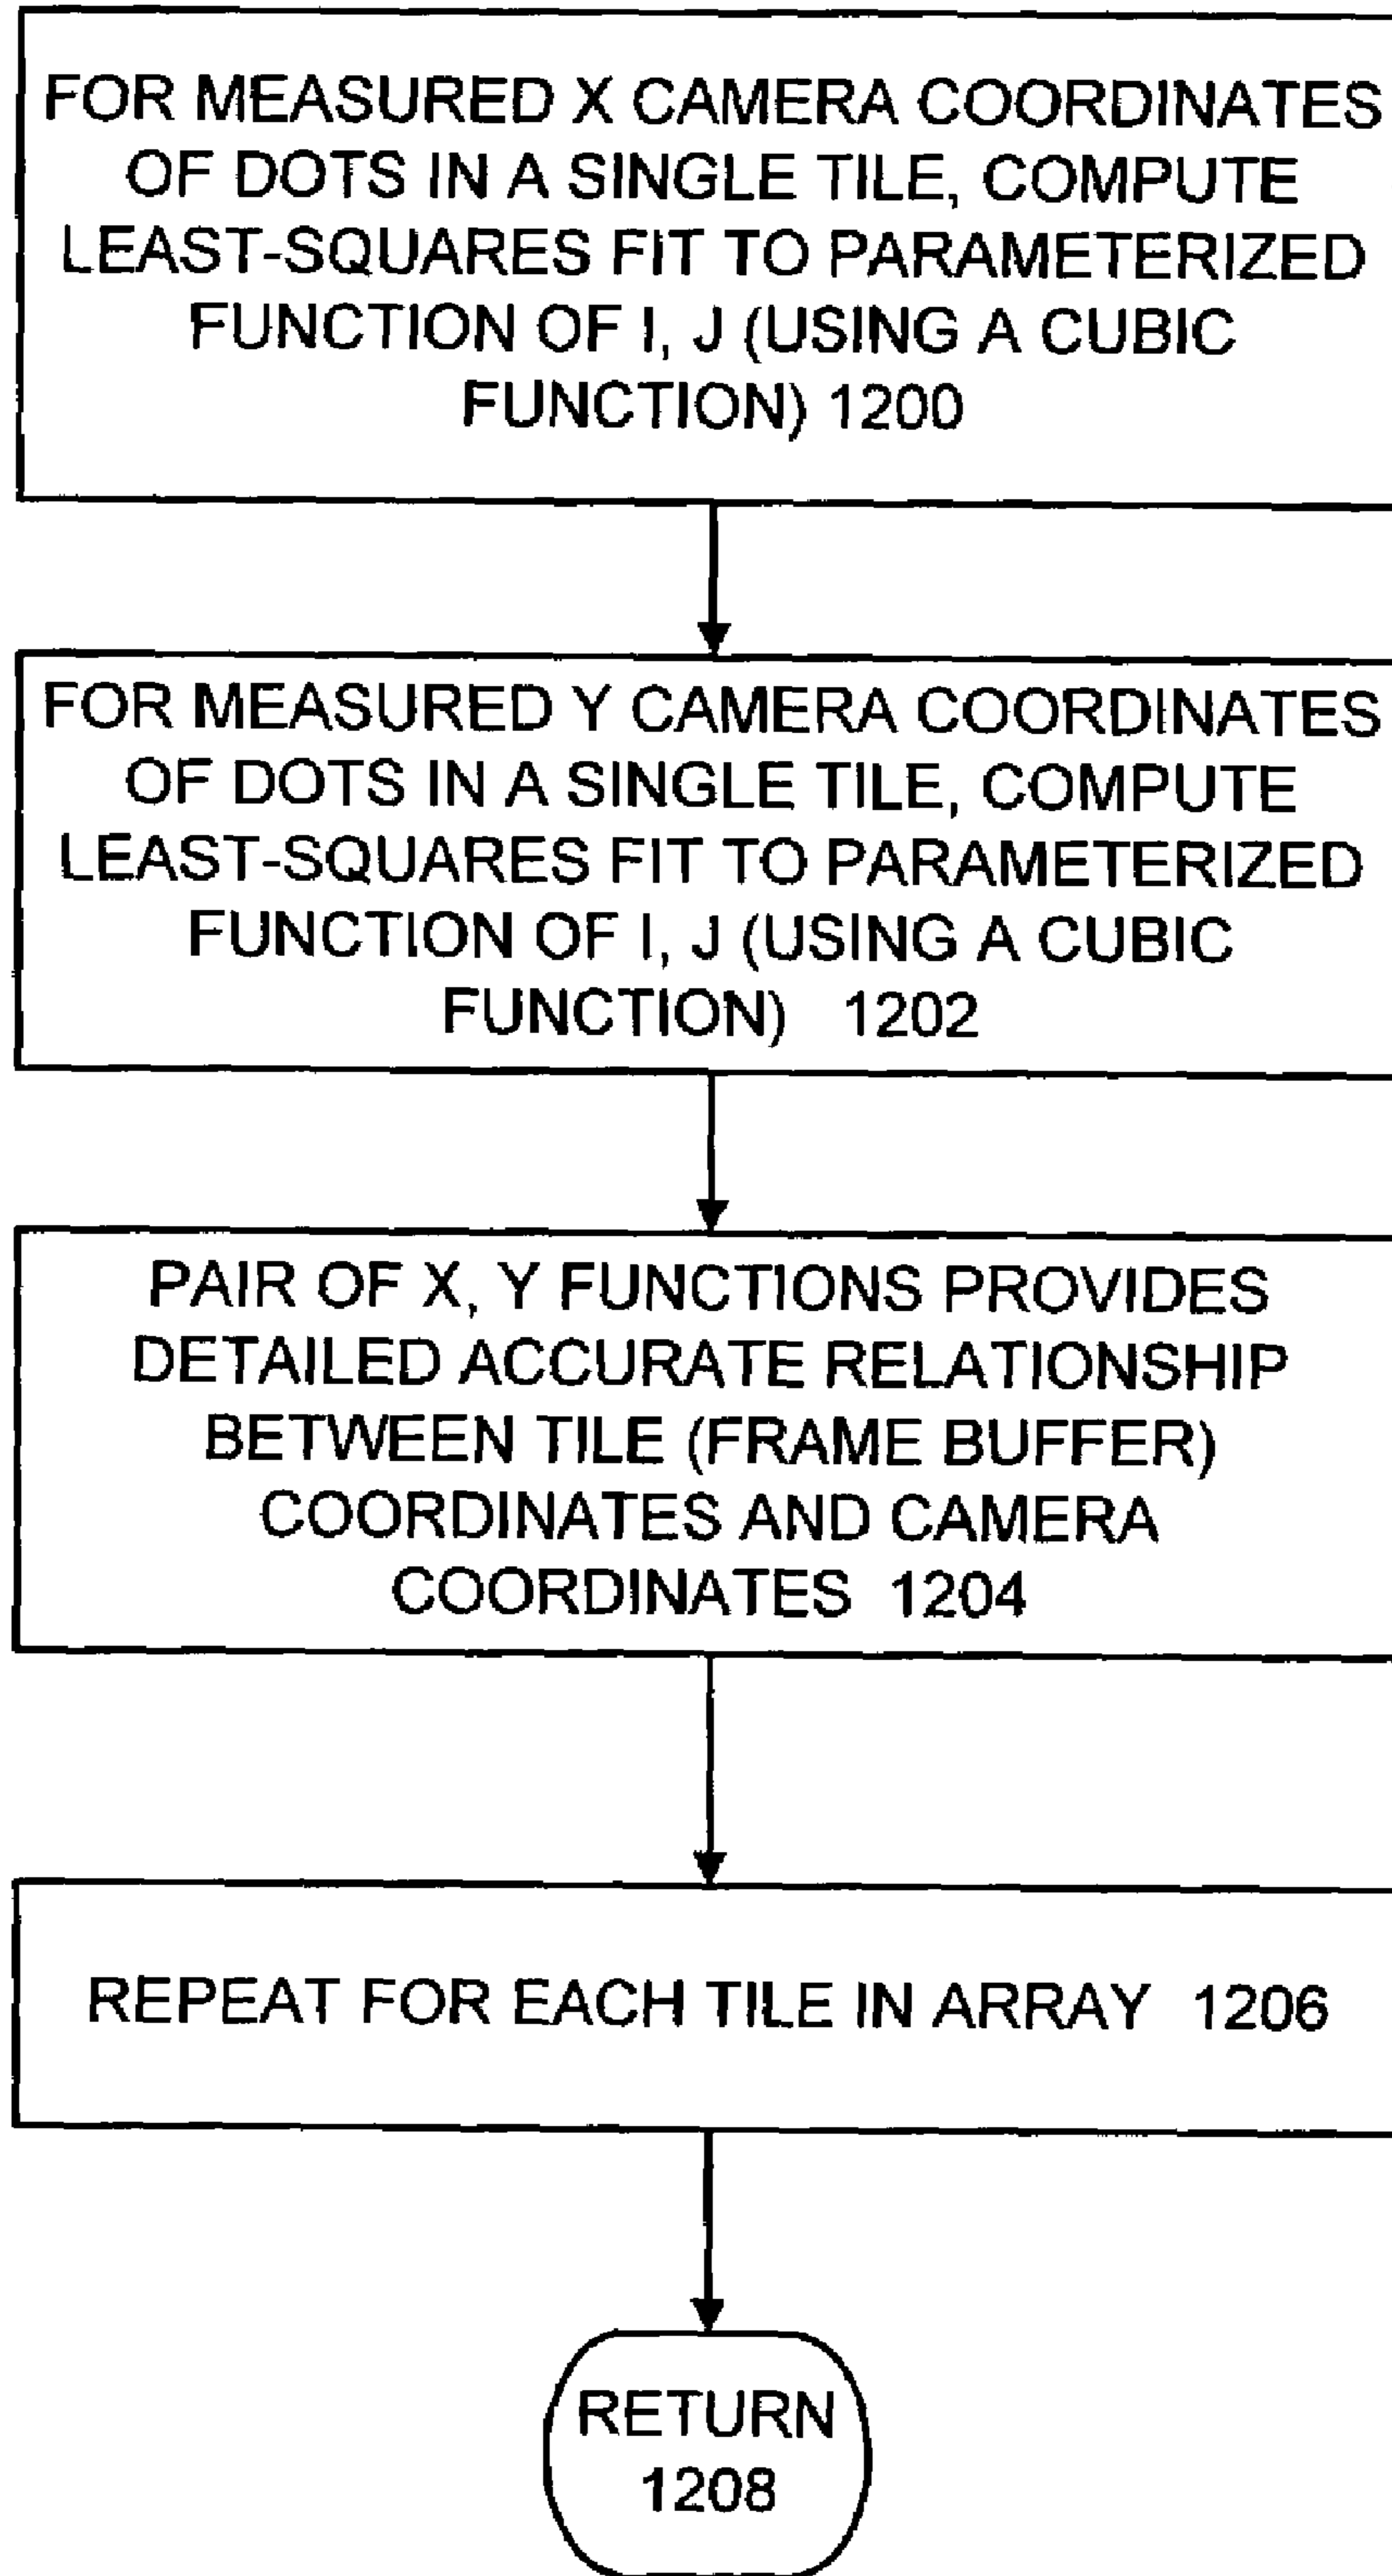 FOR MEASURED X CAMERA COORDINATES
OF DOTS IN A SINGLE TILE, COMPUTE
LEAST-SQUARES FIT TO PARAMETERIZED
FUNCTION OF I, J (USING A CUBIC
FUNCTION) 1200
FOR MEASURED Y CAMERA COORDINATES
OF DOTS IN A SINGLE TILE, COMPUTE
LEAST-SQUARES FIT TO PARAMETERIZED
FUNCTION OF I, J (USING A CUBIC
FUNCTION) 1202
PAIR OF X, Y FUNCTIONS PROVIDES
DETAILED ACCURATE RELATIONSHIP
BETWEEN TILE (FRAME BUFFER)
COORDINATES AND CAMERA
COORDINATES 1204
REPEAT FOR EACH TILE IN ARRAY 1206
RETURN
1208